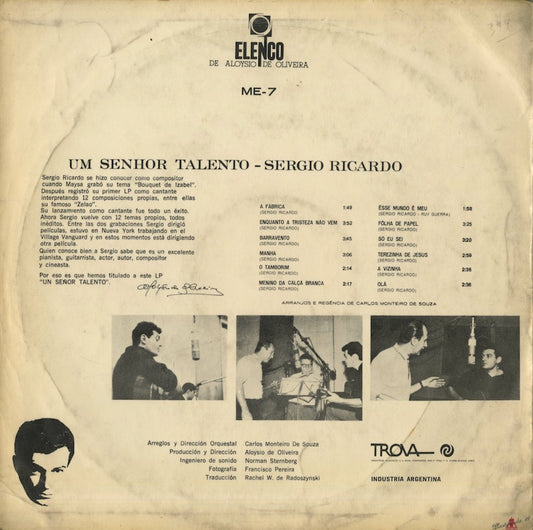 ELENCO
DE ALOYSIO DE OLIVEIRA
ME-7
UM SENHOR TALENTO - SERGIO RICARDO
Sergio Ricardo se hizo conocer como compositor
cuando Maysa grabó su tema "Bouquet de Izabel".
Después registró su primer LP como cantante
interpretando 12 composiciones propias, entre ellas
su famoso "Zelao".
Su lanzamiento como cantante fue todo un éxito.
Ahora Sergio vuelve con 12 temas propios, todos
inéditos. Entre las dos grabaciones Sergio dirigió
películas, estuvo en Nueva York trabajando en el
Village Vanguard y en estos momentos está dirigiendo
otra película.
Quien conoce bien a Sergio sabe que es un excelente
pianista, guitarrista, actor, autor, compositor
y cineasta.
Por eso es que hemos titulado a este LP
"UN SEÑOR TALENTO".
A FÁBRICA 1:49
(SERGIO RICARDO)
ENQUANTO A TRISTEZA NÃO VEM 3:52
(SERGIO RICARDO)
BARRAVENTO 3:45
(SERGIO RICARDO)
MANHA 3:06
(SERGIO RICARDO)
O TAMBORIM 2:14
(SERGIO RICARDO)
MENINO DA CALÇA BRANCA 2:17
(SERGIO RICARDO)
ÊSSE MUNDO É MEU 1:58
(SERGIO RICARDO - RUY GUERRA)
FÔLHA DE PAPEL 3:25
(SERGIO RICARDO)
SÓ EU SEI 3:20
(SERGIO RICARDO)
TEREZINHA DE JESUS 2:59
(SERGIO RICARDO)
A VIZINHA 2:38
(SERGIO RICARDO)
OLÁ 2:36
(SERGIO RICARDO)
ARRANJOS E REGÊNCIA DE CARLOS MONTEIRO DE SOUZA
Arreglos y Dirección Orquestal Carlos Monteiro De Souza
Producción y Dirección Aloysio de Oliveira
Ingeniero de sonido Norman Sternberg
Fotografía Francisco Pereira
Traducción Rachel W. de Radoszynski
TROVA
INDUSTRIA ARGENTINA